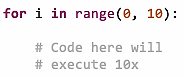 for i in range(0, 10):
# Code here will
# execute 10x